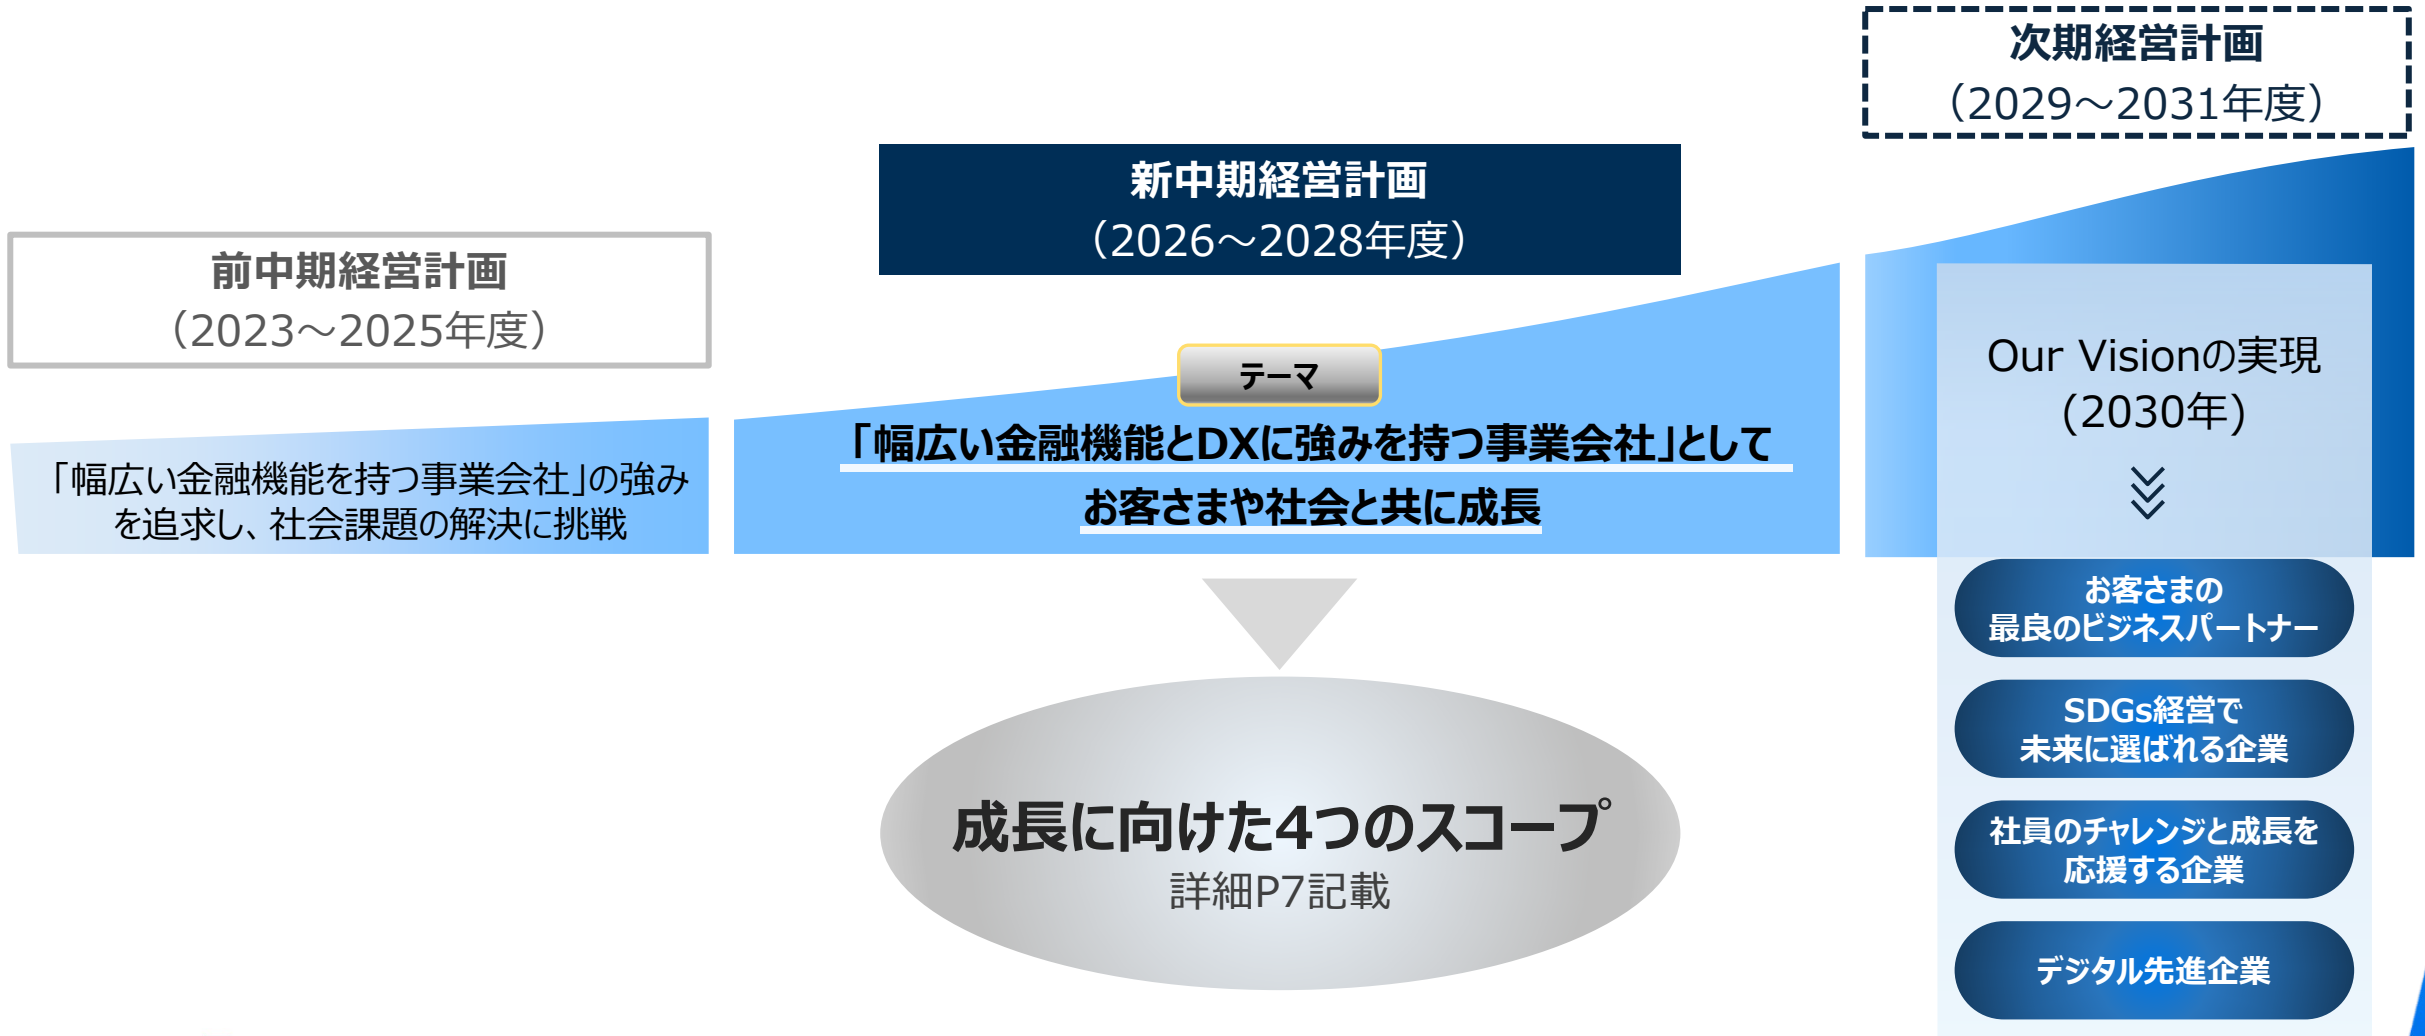 前中期経営計画
（2023～2025年度）
「幅広い金融機能を持つ事業会社」の強み
を追求し、社会課題の解決に挑戦
新中期経営計画
（2026～2028年度）
テーマ
「幅広い金融機能とDXに強みを持つ事業会社」として
お客さまや社会と共に成長
成長に向けた4つのスコープ
詳細P7記載
次期経営計画
（2029～2031年度）
Our Visionの実現
(2030年)
お客さまの
最良のビジネスパートナー
SDGs経営で
未来に選ばれる企業
社員のチャレンジと成長を
応援する企業
デジタル先進企業